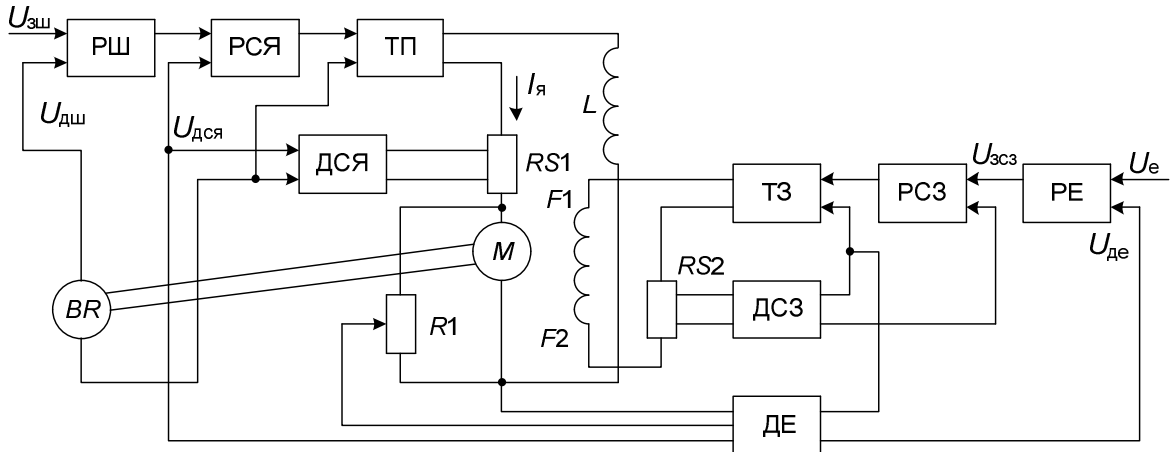 Uзш
РШ
РСЯ
ТП
Iя
L
Uдш
Uдся
ДСЯ
RS1
Uзсз
Uе
F1
ТЗ
РСЗ
РЕ
M
Uде
RS2
BR
R1
F2
ДСЗ
ДЕ